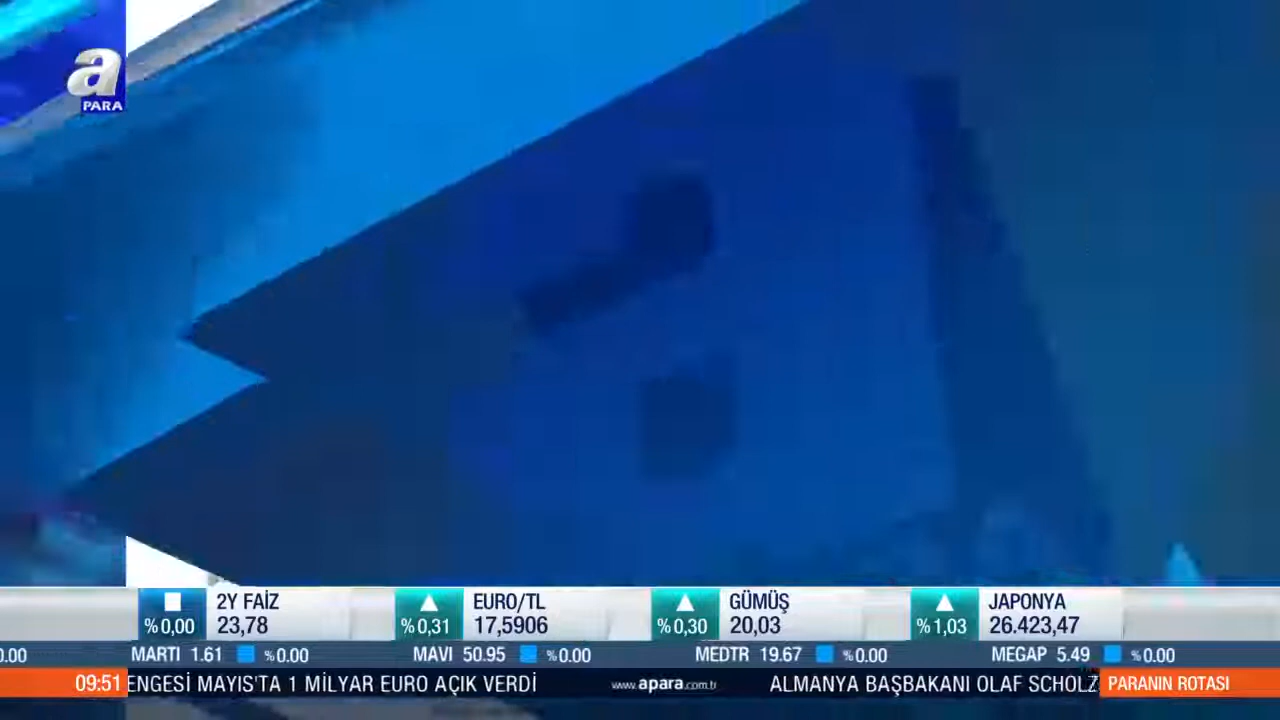 a
PARA
2Y FAİZ EURO/TL GÜMÜŞ JAPONYA
%0,00 23,78 %0,31 17,5906 %0,30 20,03 %1,03 26.423,47
0.00 MARTI 1.61 %0.00 MAVI 50.95 %0.00 MEDTR 19.67 %0.00 MEGAP 5.49 %0.00
09:51 ENGESİ MAYIS'TA 1 MİLYAR EURO AÇIK VERDİ www.apara.com.tr ALMANYA BAŞBAKANI OLAF SCHOLZ PARANIN ROTASI